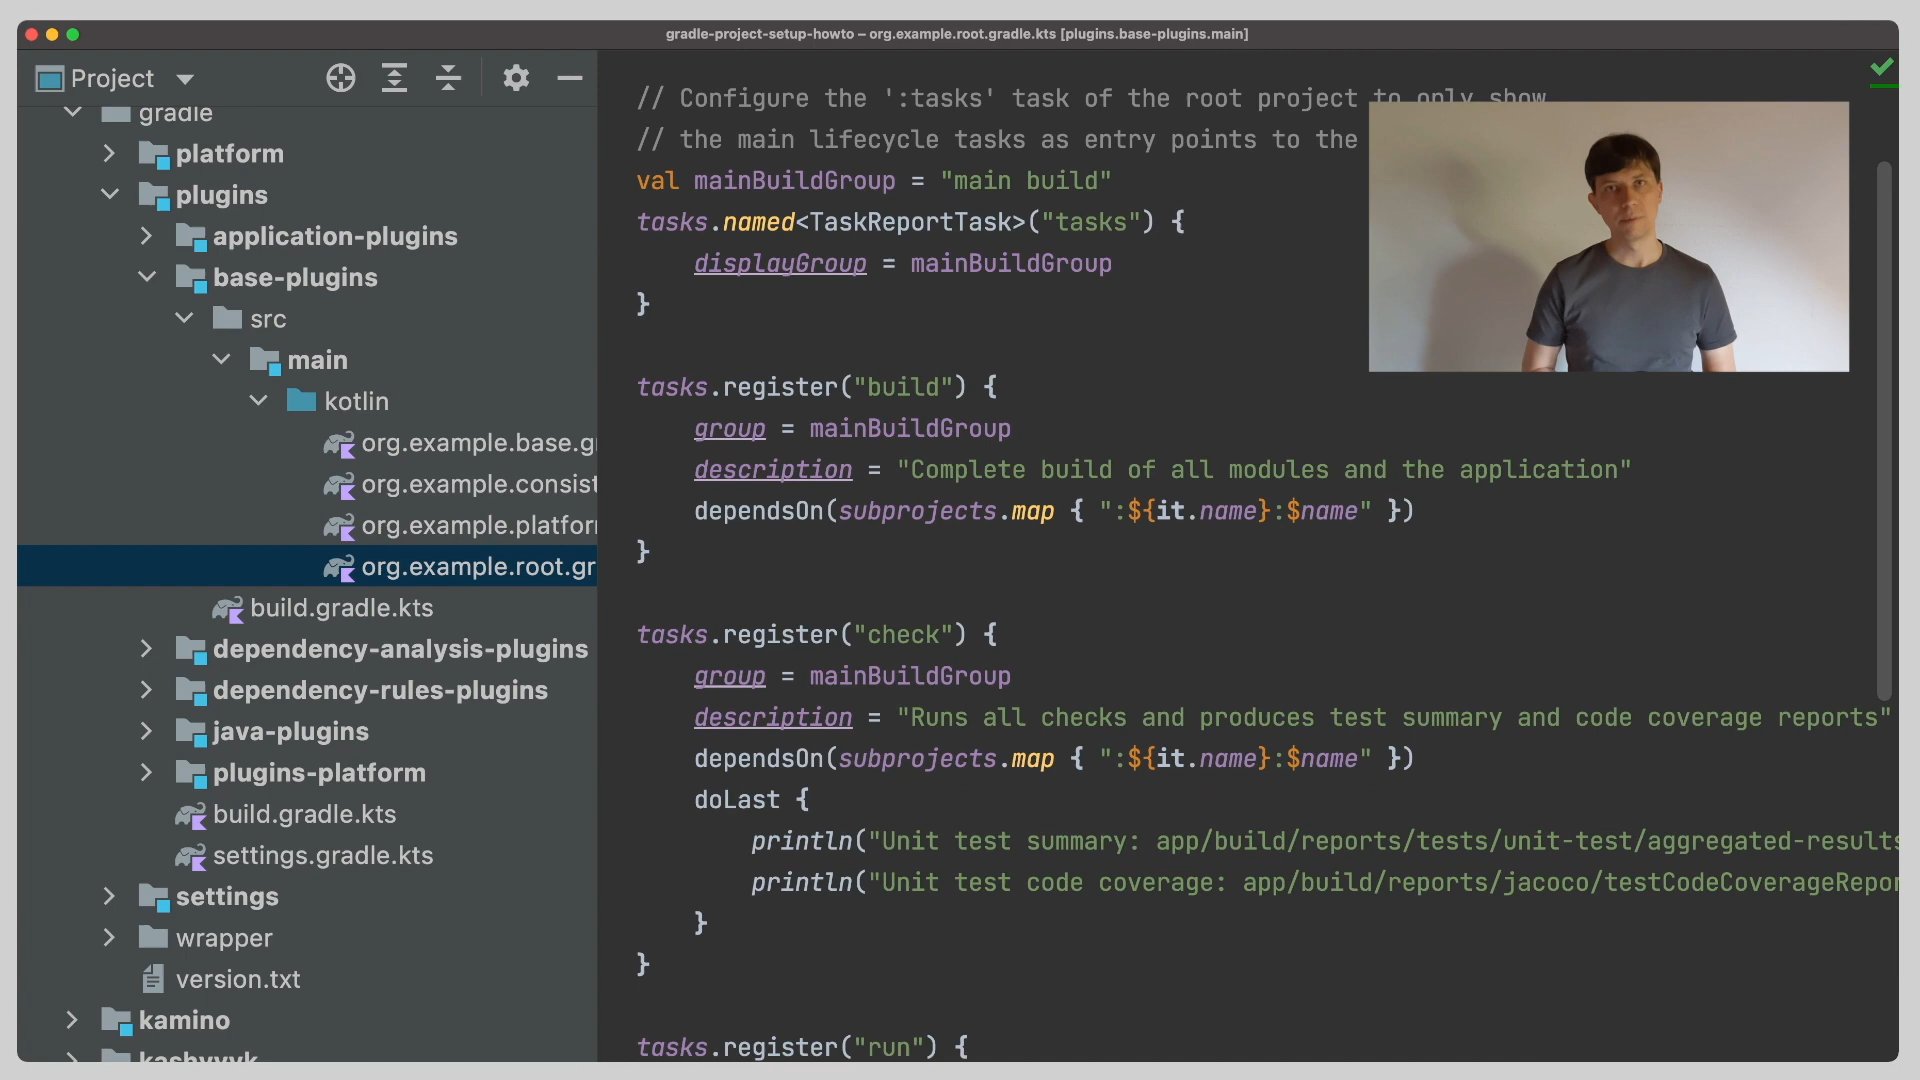 gradle-project-setup-howto – org.example.root.gradle.kts [plugins.base-plugins.main]
Project
gradle
platform
plugins
application-plugins
base-plugins
src
main
kotlin
org.example.base.gr
org.example.consist
org.example.platfor
org.example.root.gr
build.gradle.kts
dependency-analysis-plugins
dependency-rules-plugins
java-plugins
plugins-platform
build.gradle.kts
settings.gradle.kts
settings
wrapper
version.txt
kamino
kashyyyk
// Configure the ':tasks' task of the root project to only show
// the main lifecycle tasks as entry points to the
val mainBuildGroup = "main build"
tasks.named<TaskReportTask>("tasks") {
displayGroup = mainBuildGroup
}
tasks.register("build") {
group = mainBuildGroup
description = "Complete build of all modules and the application"
dependsOn(subprojects.map { ":${it.name}:$name" })
}
tasks.register("check") {
group = mainBuildGroup
description = "Runs all checks and produces test summary and code coverage reports"
dependsOn(subprojects.map { ":${it.name}:$name" })
doLast {
println("Unit test summary: app/build/reports/tests/unit-test/aggregated-results
println("Unit test code coverage: app/build/reports/jacoco/testCodeCoverageRepor
}
}
tasks.register("run") {